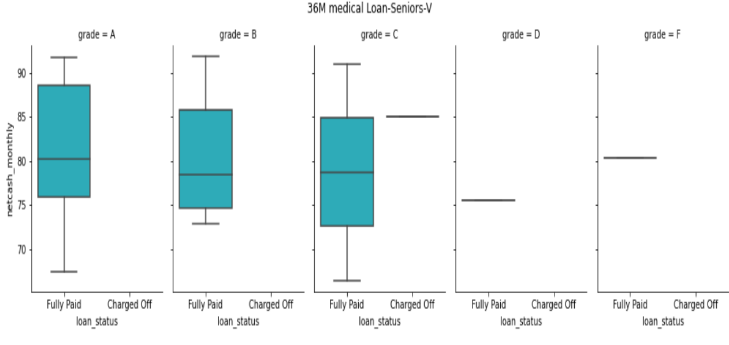 36M medical Loan-Seniors-V
grade = A
grade = B
grade = C
grade = D
grade = F
netcash_monthly
90
85
80
75
70
Fully Paid
Charged Off
Fully Paid
Charged Off
Fully Paid
Charged Off
Fully Paid
Charged Off
Fully Paid
Charged Off
loan_status
loan_status
loan_status
loan_status
loan_status